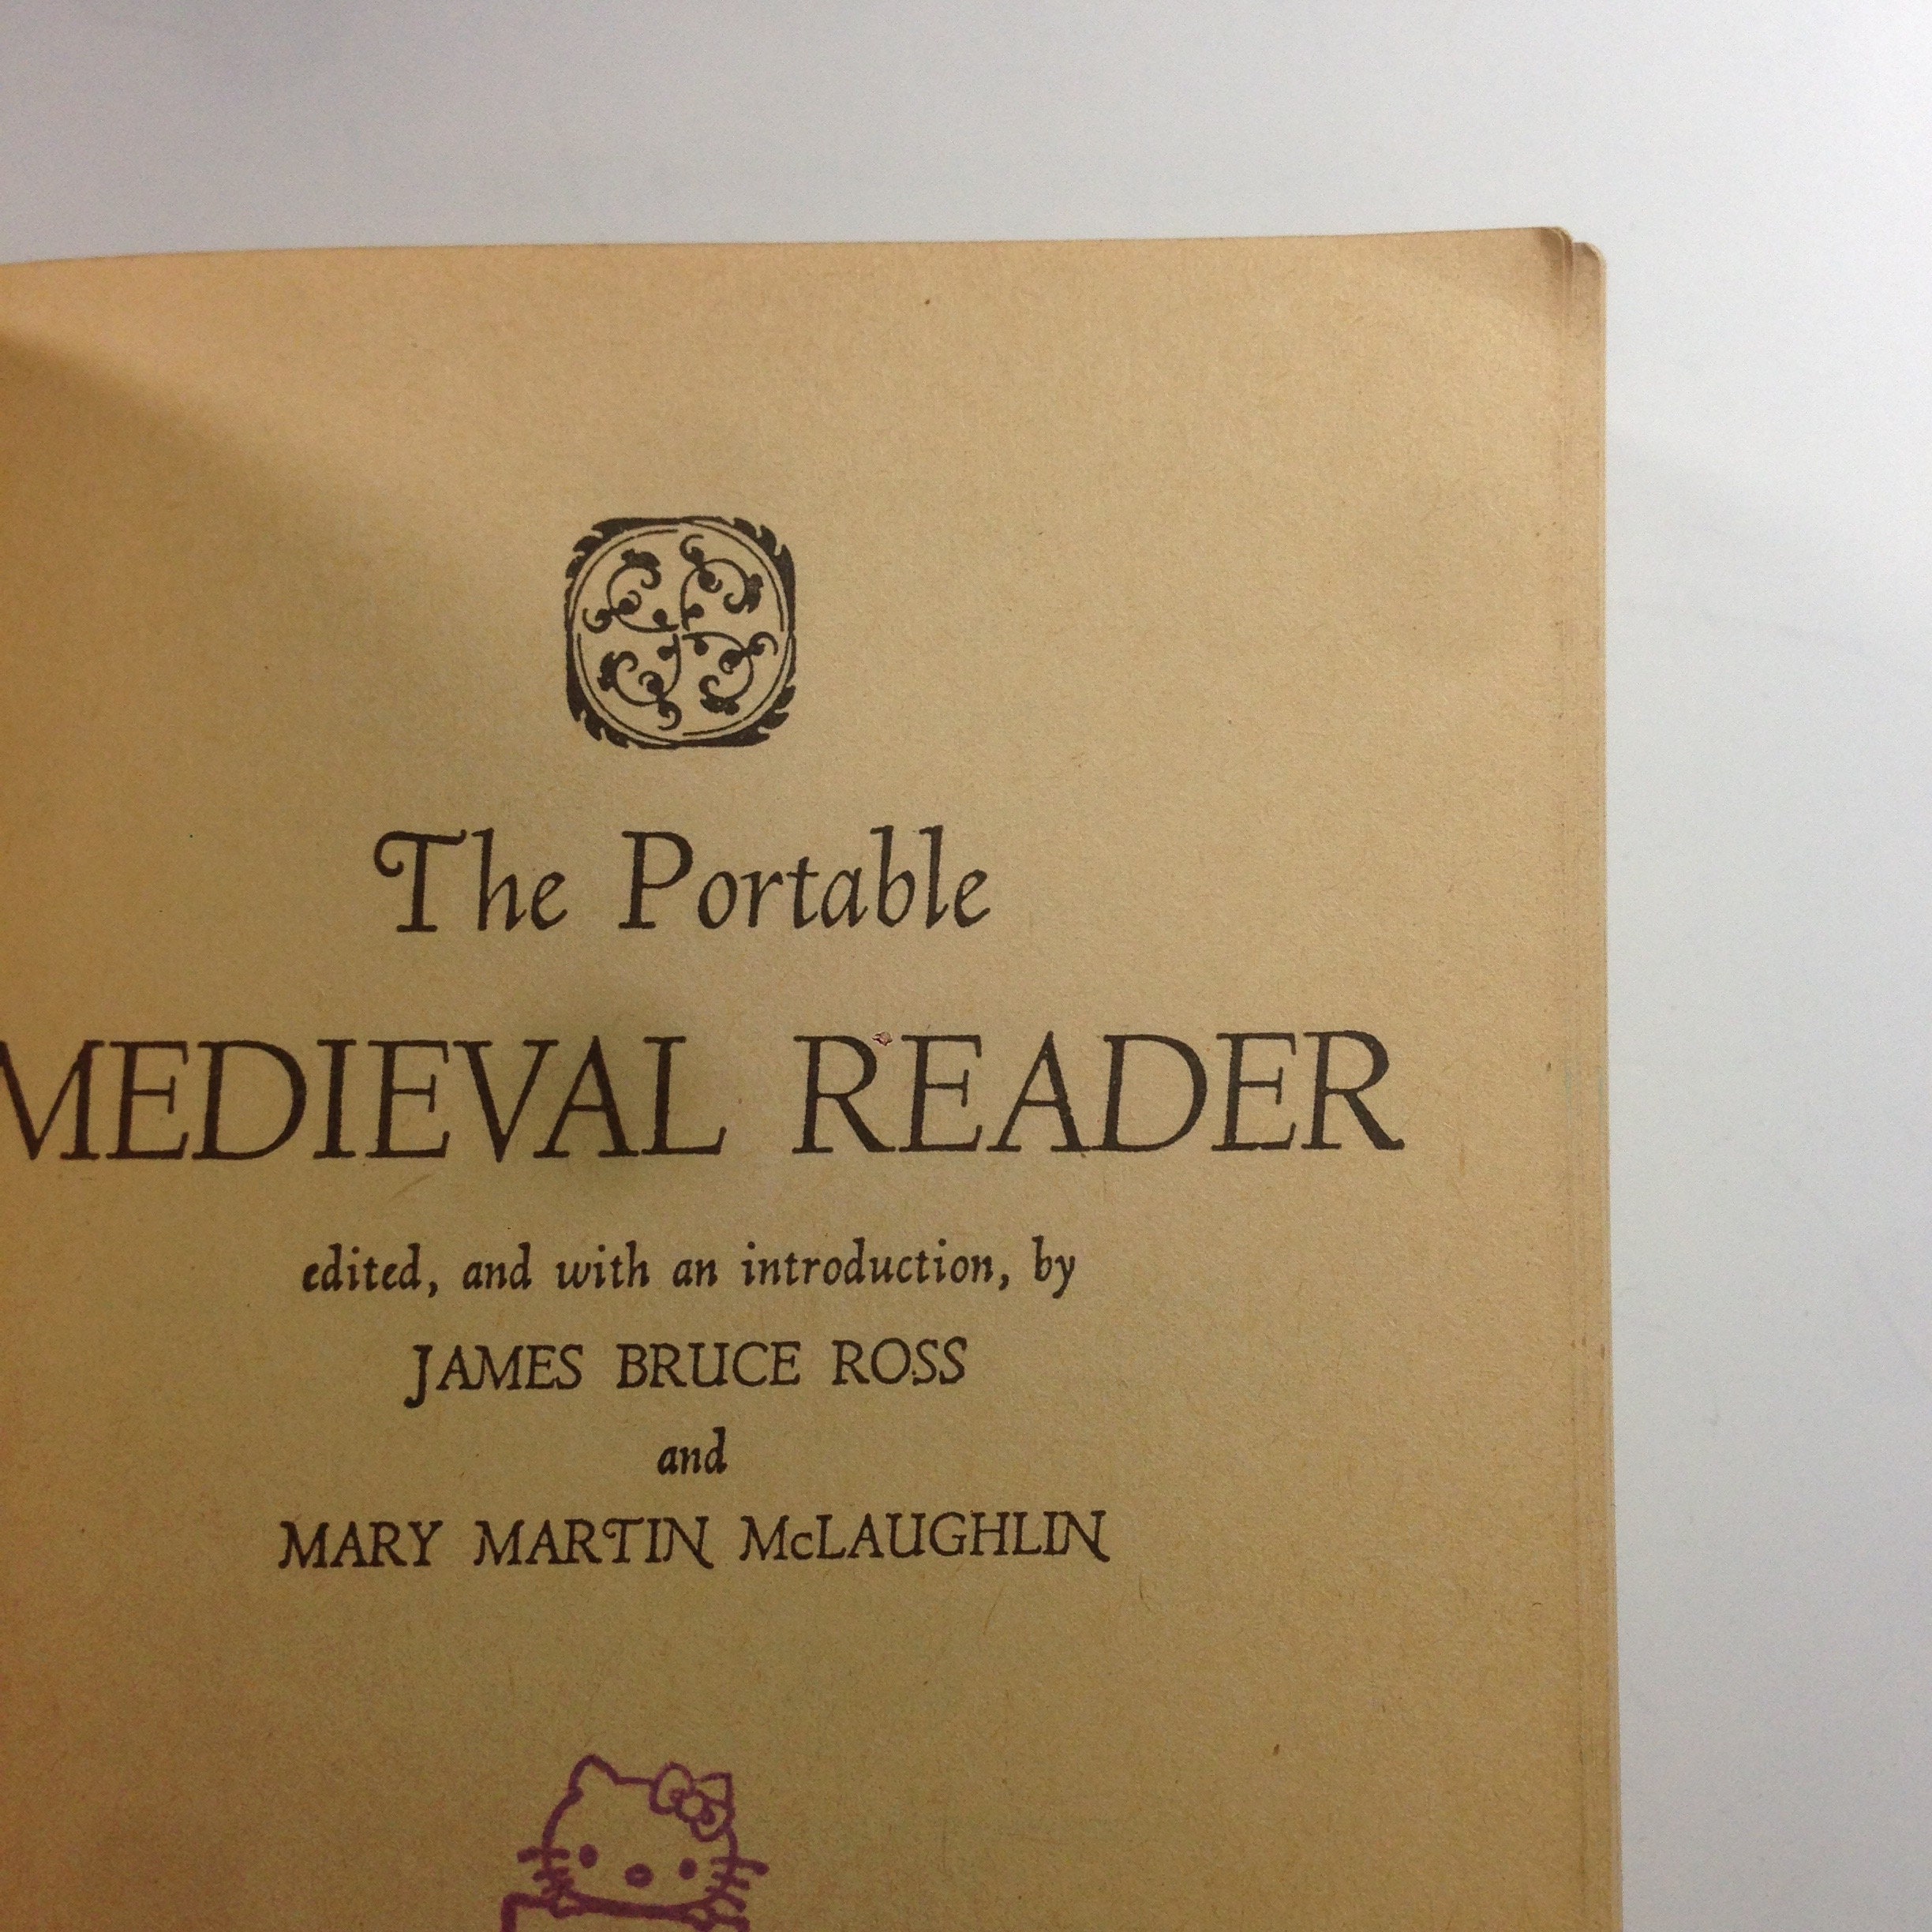 The Portable
MEDIEVAL READER
edited, and with an introduction, by
JAMES BRUCE ROSS
and
MARY MARTIN McLAUGHLIN